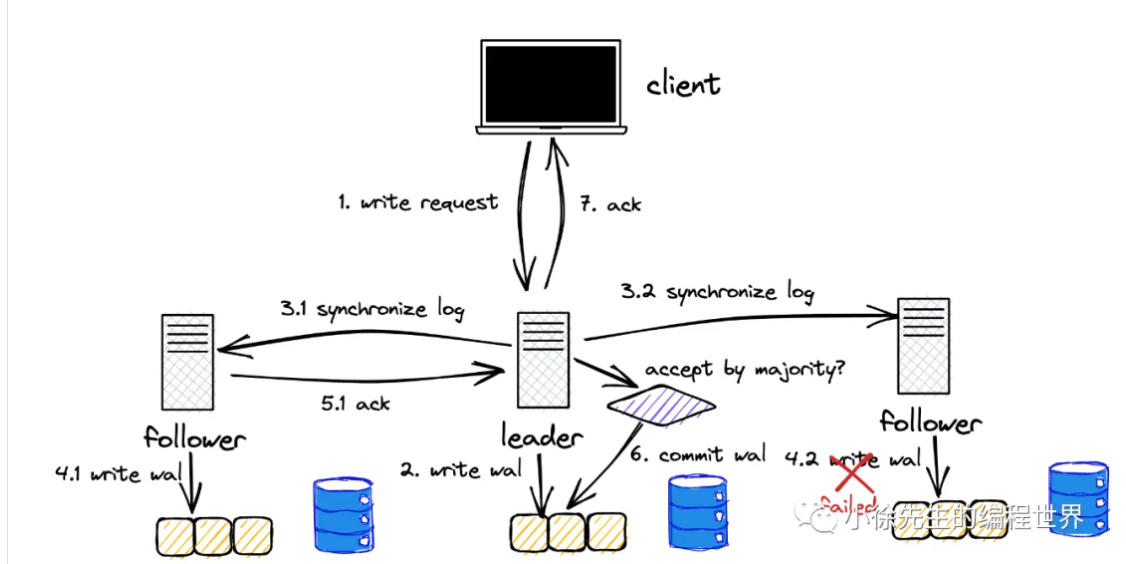 client
1. write request
7. ack
3.1 synchronize log
3.2 synchronize log
accept by majority?
5.1 ack
follower
leader
follower
4.1 write wal
2. write wal
6. commit wal
4.2 write wal
failed
小徐先生的编程世界